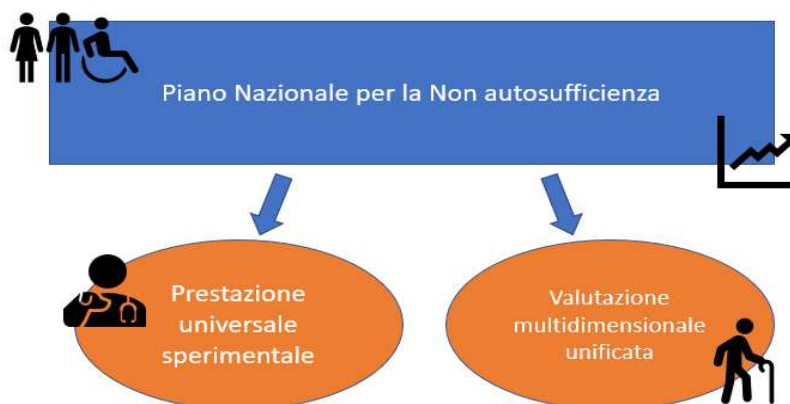 Piano Nazionale per la Non autosufficienza
Prestazione
universale
sperimentale
Valutazione
multidimensionale
unificata